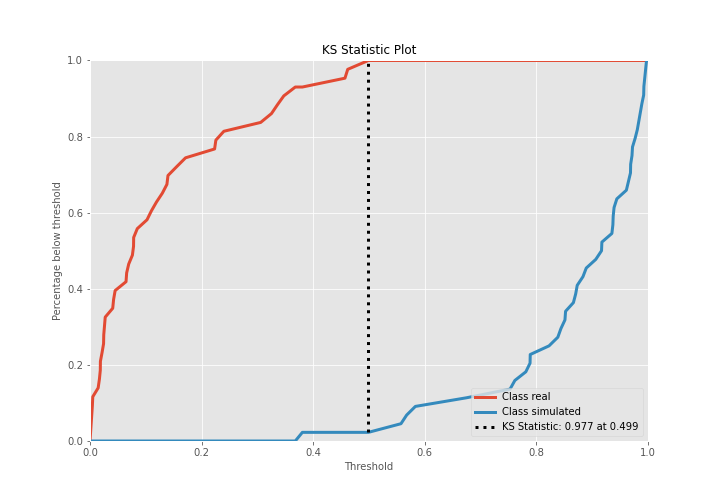 KS Statistic Plot
Percentage below threshold
1.0
0.8
0.6
0.4
0.2
0.0
Class real
Class simulated
KS Statistic: 0.977 at 0.499
0.0 0.2 0.4 0.6 0.8 1.0
Threshold